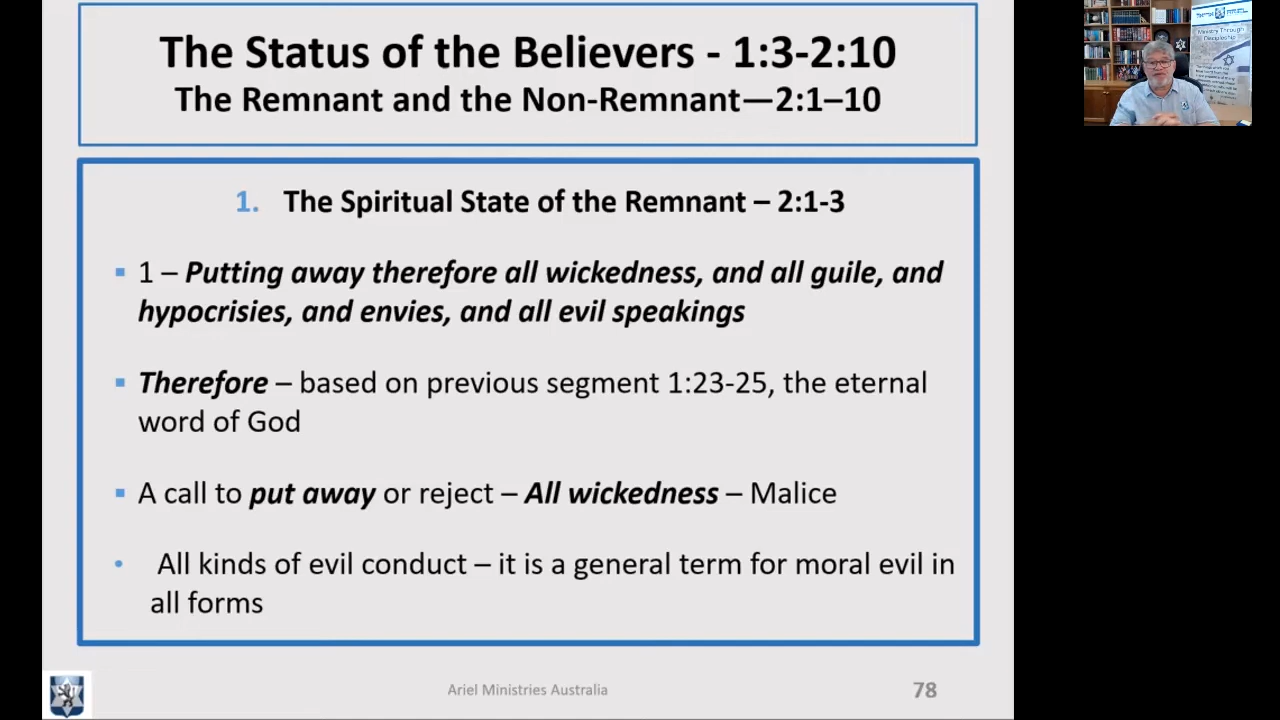 The Status of the Believers - 1:3-2:10
The Remnant and the Non-Remnant—2:1–10
1. The Spiritual State of the Remnant – 2:1-3
▪ 1 – Putting away therefore all wickedness, and all guile, and
hypocrisies, and envies, and all evil speakings
▪ Therefore – based on previous segment 1:23-25, the eternal
word of God
▪ A call to put away or reject – All wickedness – Malice
• All kinds of evil conduct – it is a general term for moral evil in
all forms
Ariel Ministries Australia
78
Ministry Through
Discipleship